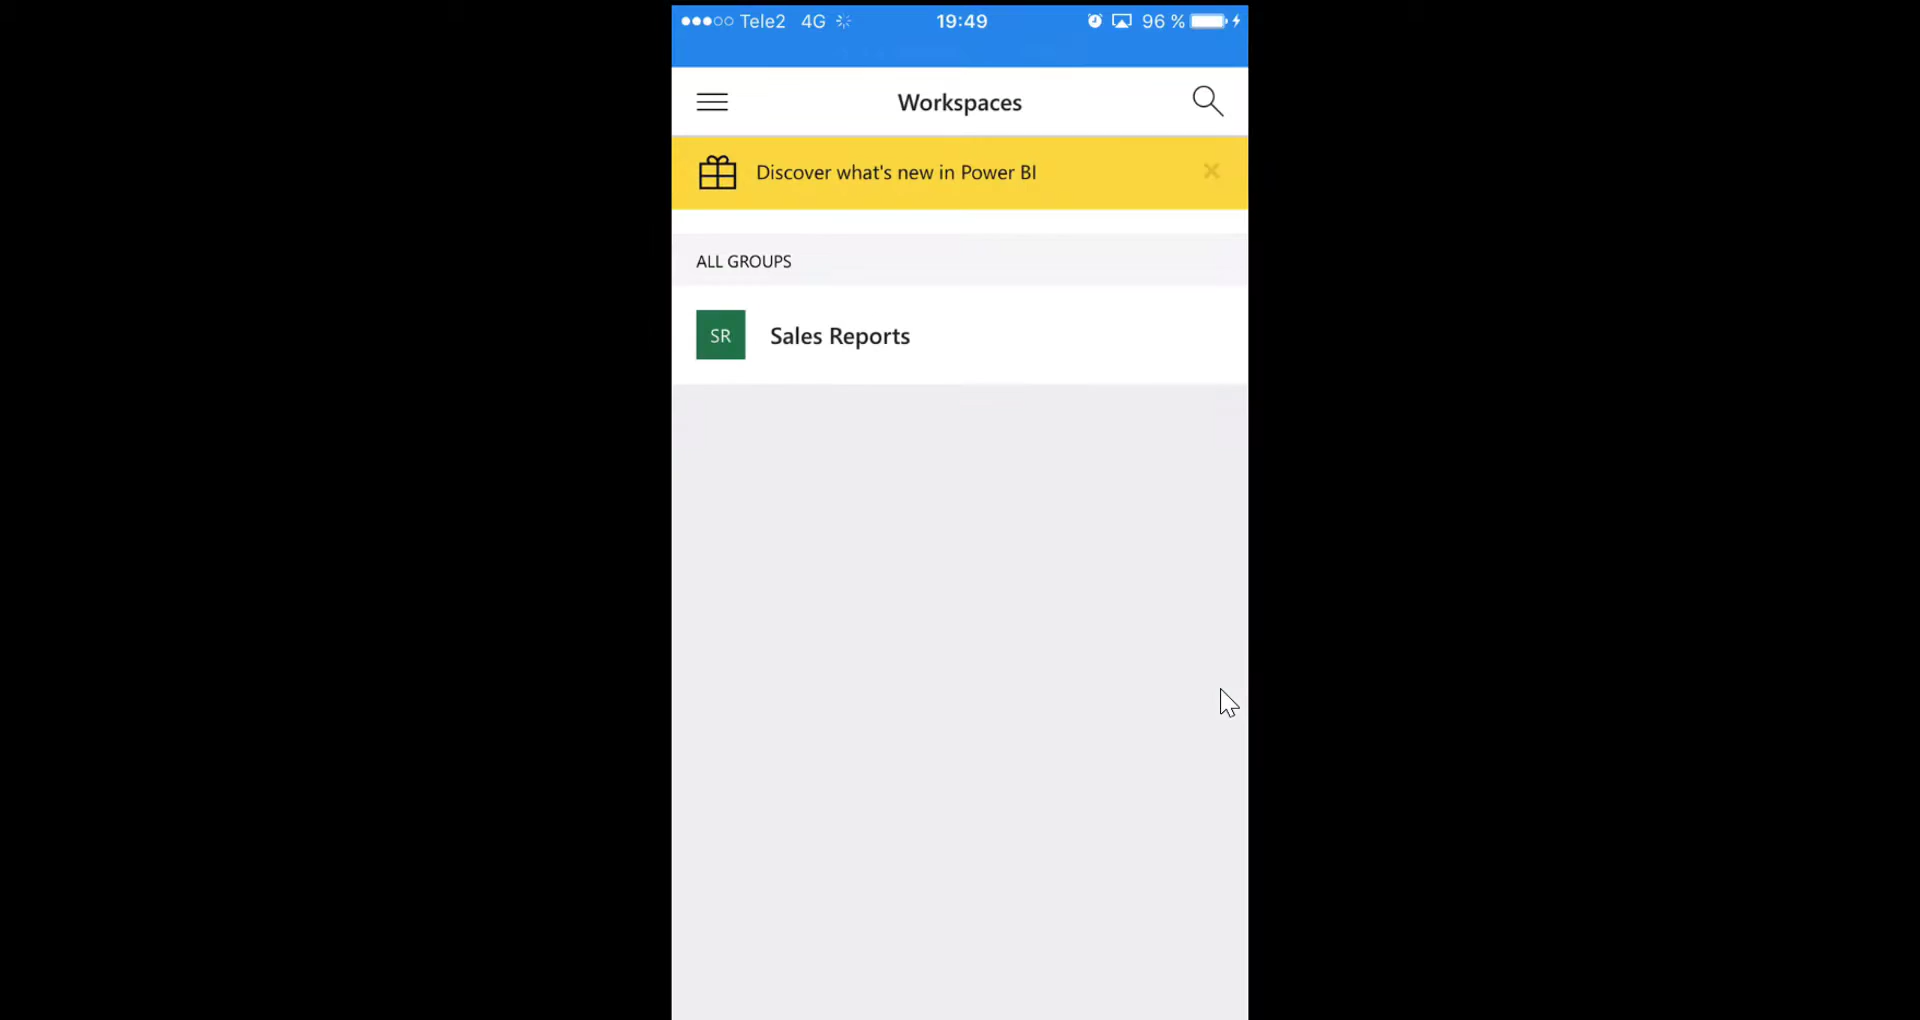 Tele2 4G 19:49 96 %
Workspaces
Discover what's new in Power BI
ALL GROUPS
SR Sales Reports